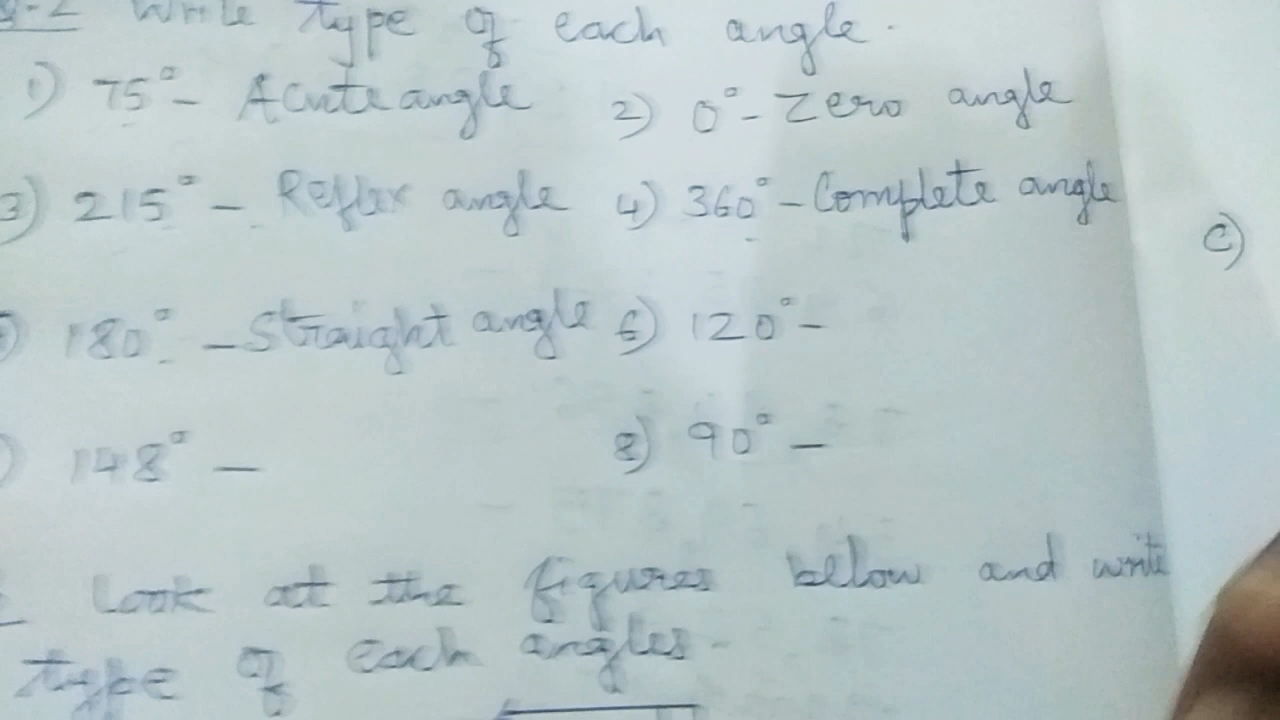 Write type of each angle.
1) 75° - Acute angle 2) 0° - Zero angle
3) 215° - Reflex angle 4) 360° - Complete angle
c)
) 180° - Straight angle 6) 120° -
) 148° - 8) 90° -
Look at the figures below and write
type of each angles.